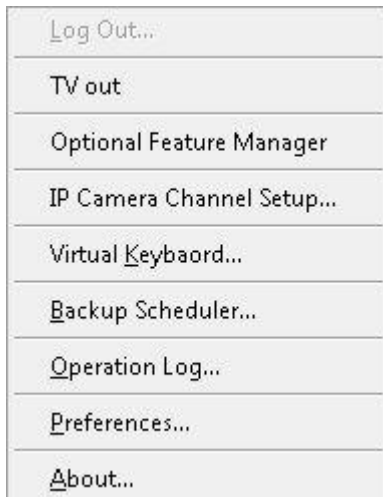 Log Out...
TV out
Optional Feature Manager
IP Camera Channel Setup...
Virtual Keybaord...
Backup Scheduler...
Operation Log...
Preferences...
About...